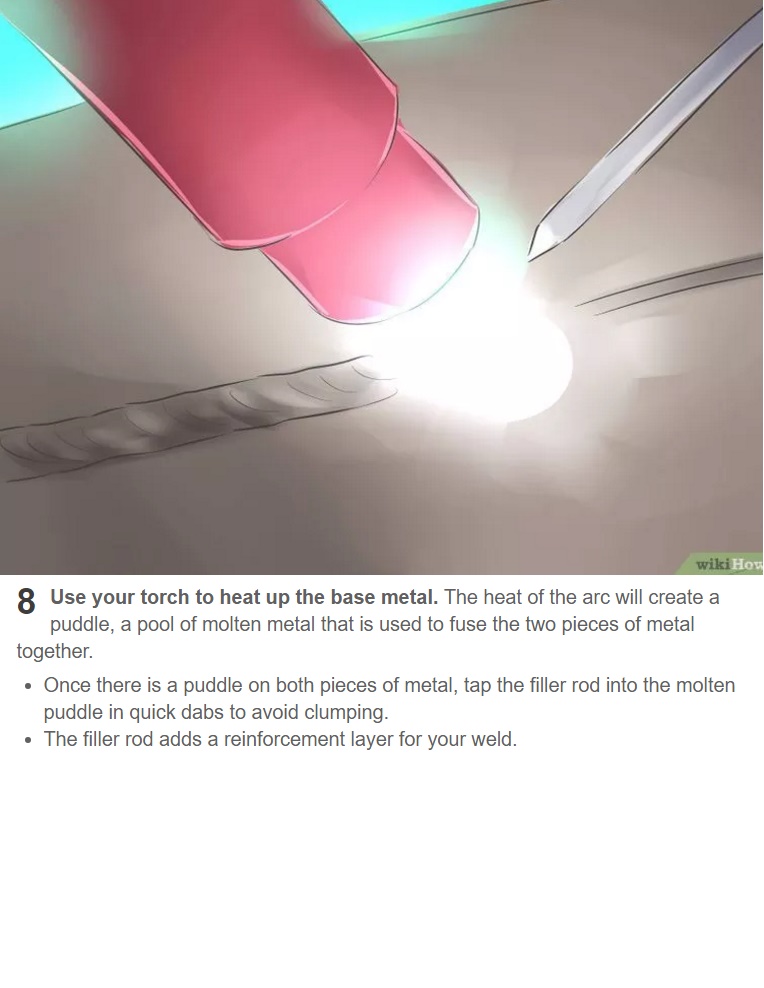 wikiHow
8 Use your torch to heat up the base metal. The heat of the arc will create a
puddle, a pool of molten metal that is used to fuse the two pieces of metal
together.
• Once there is a puddle on both pieces of metal, tap the filler rod into the molten
puddle in quick dabs to avoid clumping.
• The filler rod adds a reinforcement layer for your weld.